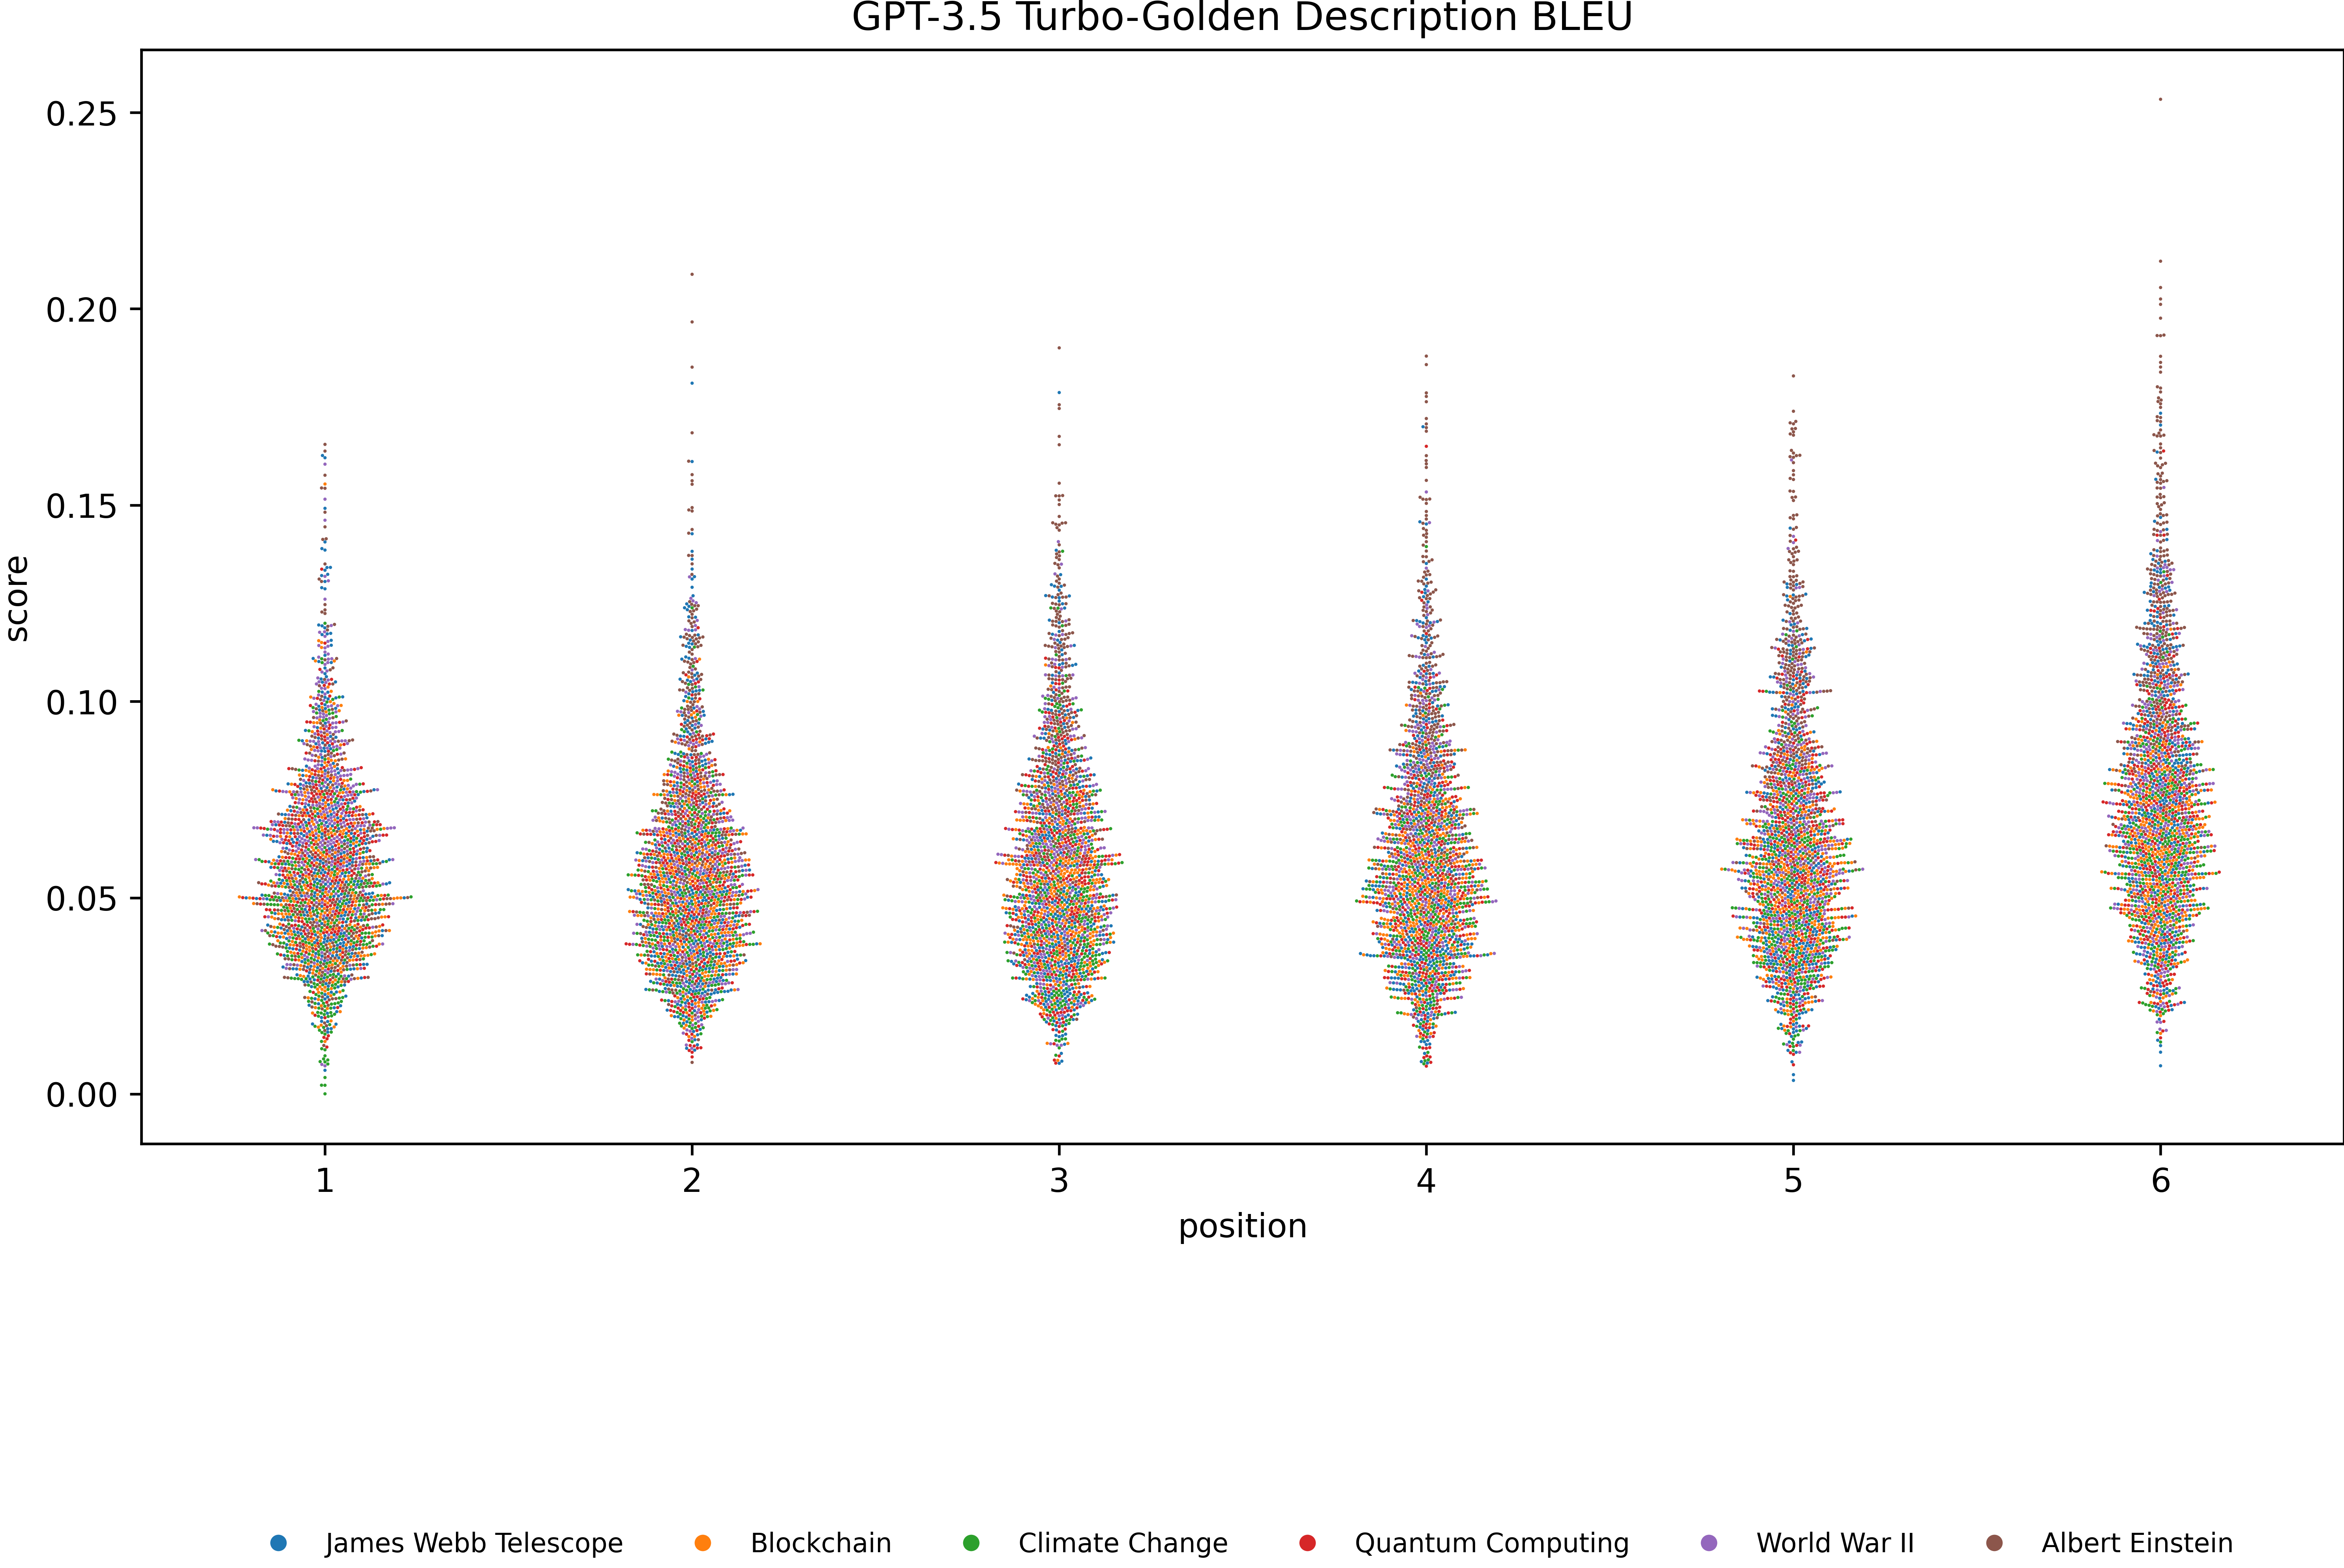 GPT-3.5 Turbo-Golden Description BLEU
0.25
0.20
0.15
0.10
0.05
0.00
score
1 2 3 4 5 6
position
James Webb Telescope Blockchain Climate Change Quantum Computing World War II Albert Einstein